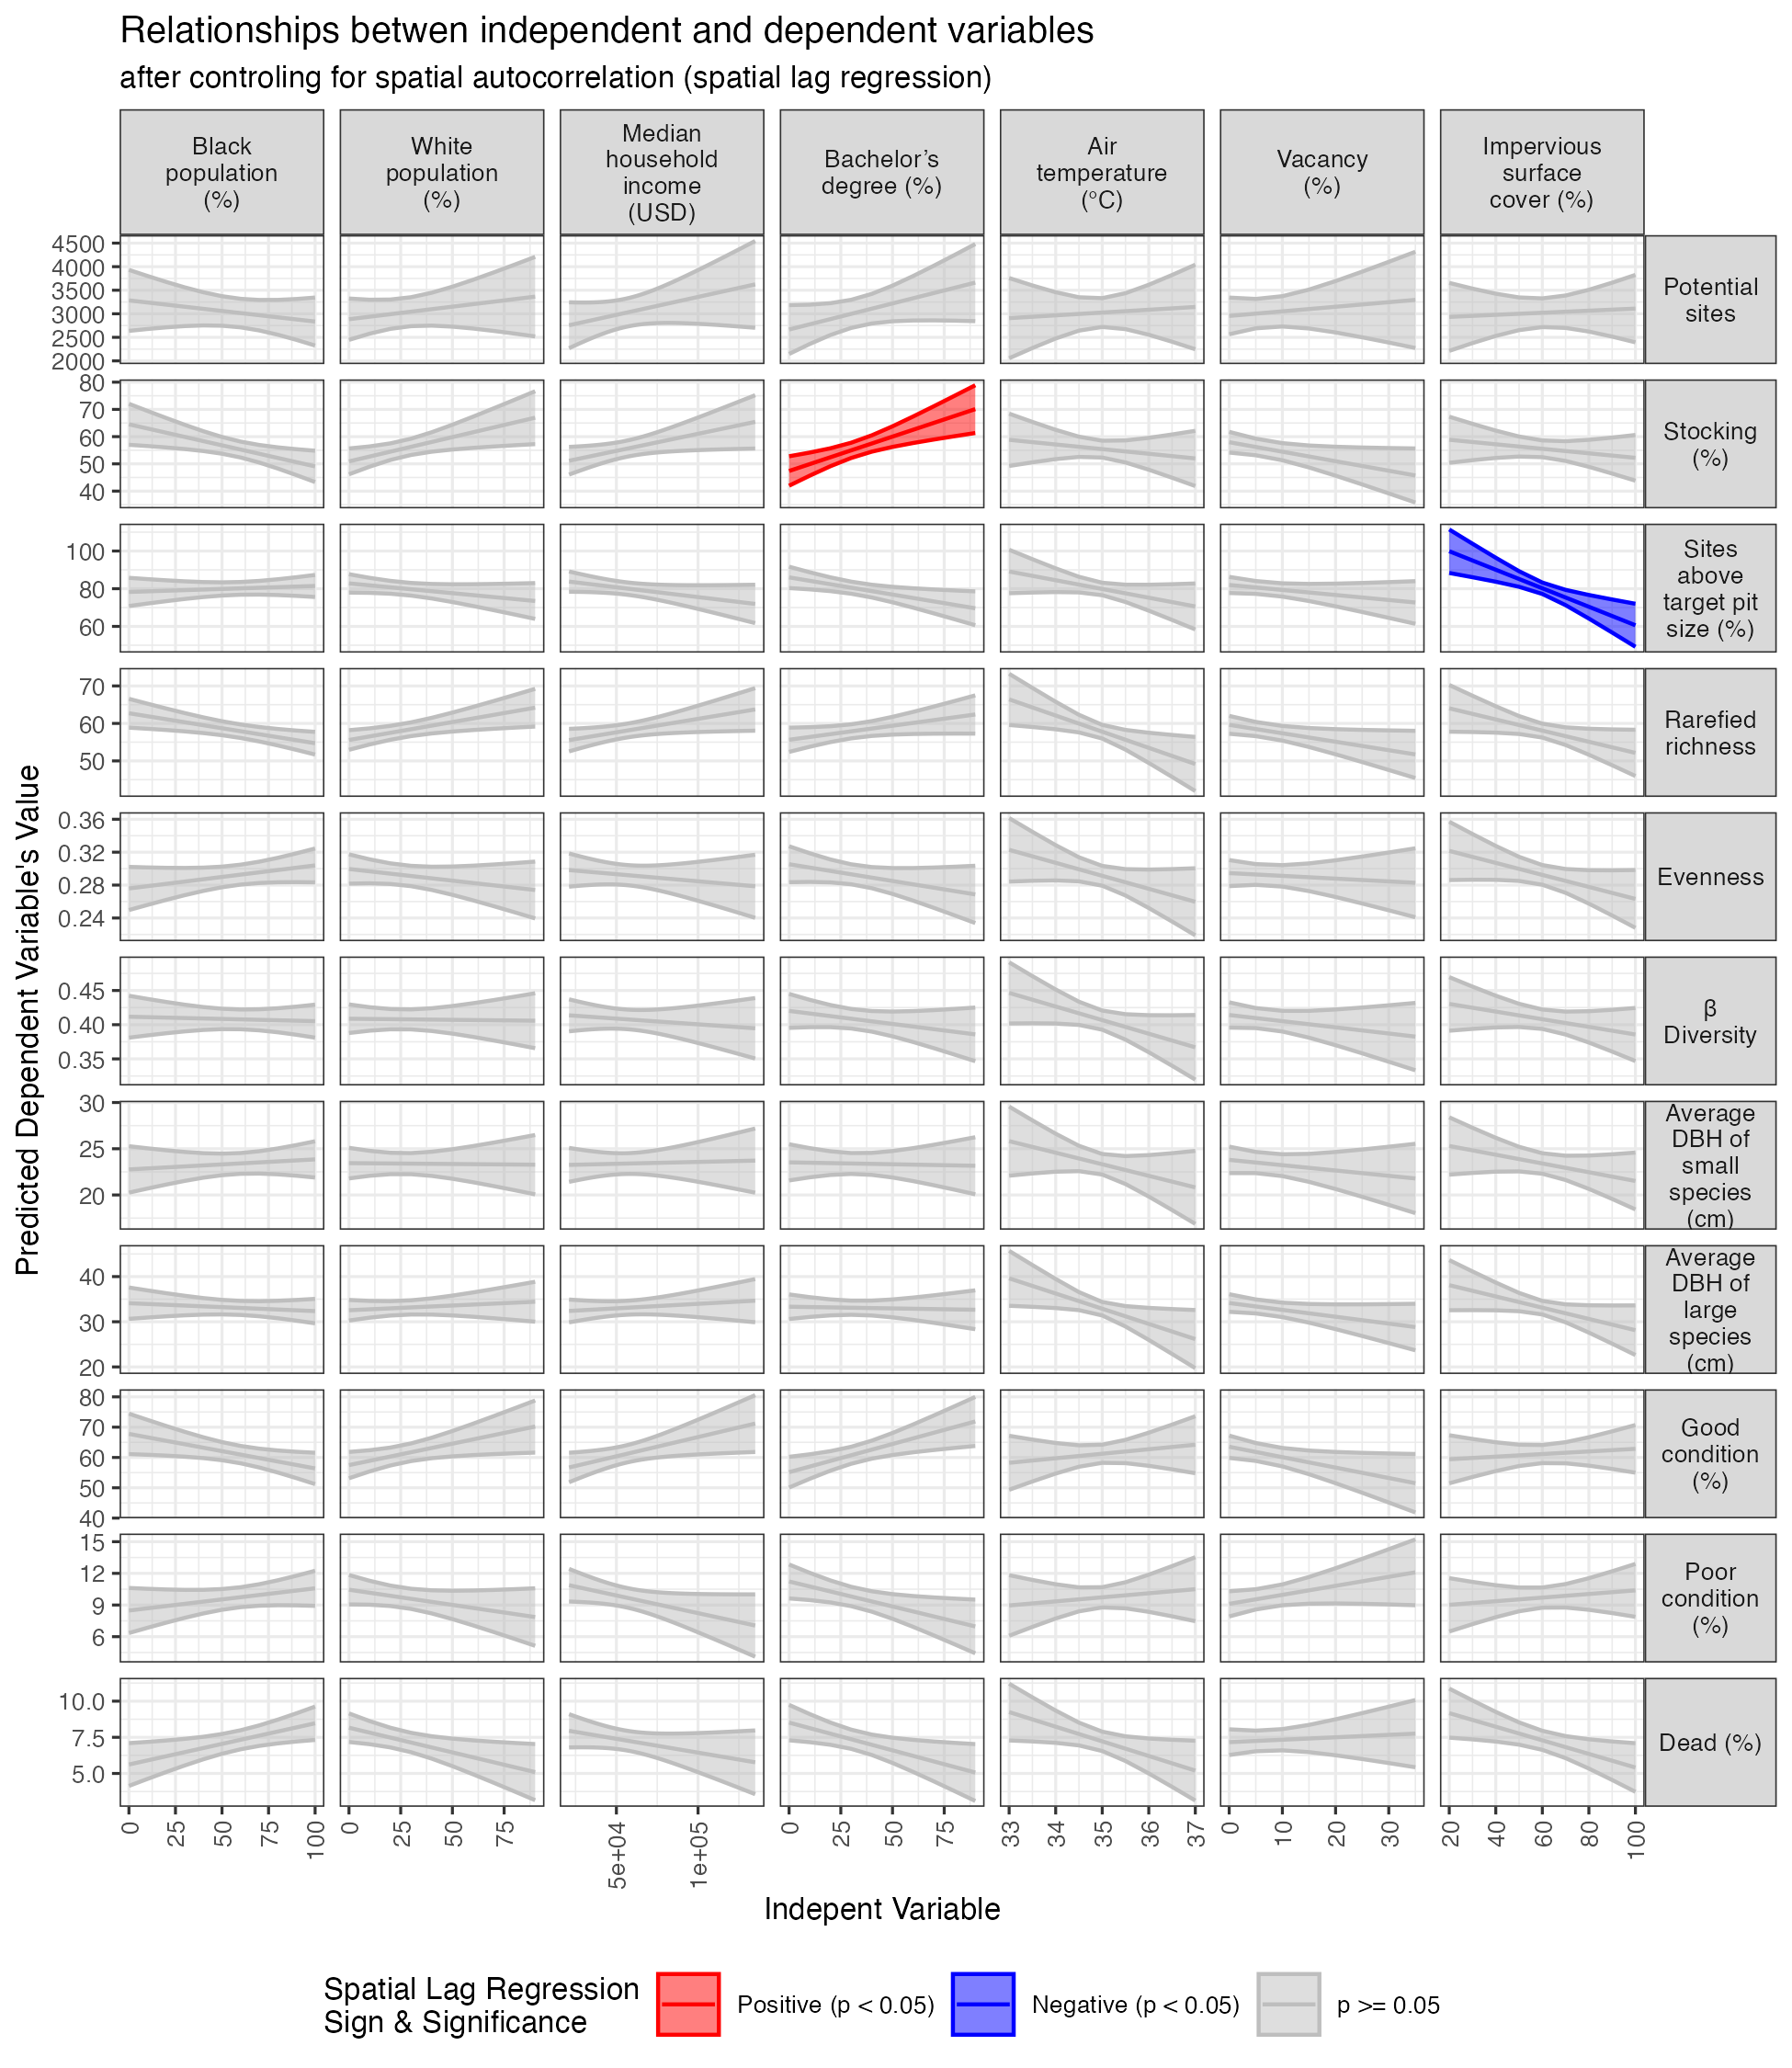 Relationships betwen independent and dependent variables
after controling for spatial autocorrelation (spatial lag regression)
Black
population
(%)
White
population
(%)
Median
household
income
(USD)
Bachelor's
degree (%)
Air
temperature
(°C)
Vacancy
(%)
Impervious
surface
cover (%)
Predicted Dependent Variable's Value
4500
4000
3500
3000
2500
2000
Potential
sites
80
70
60
50
40
Stocking
(%)
100
80
60
Sites
above
target pit
size (%)
70
60
50
Rarefied
richness
0.36
0.32
0.28
0.24
Evenness
0.45
0.40
0.35
β
Diversity
30
25
20
Average
DBH of
small
species
(cm)
40
30
20
Average
DBH of
large
species
(cm)
80
70
60
50
40
Good
condition
(%)
15
12
9
6
Poor
condition
(%)
10.0
7.5
5.0
Dead (%)
0 25 50 75 100
0 25 50 75
5e+04 1e+05
0 25 50 75
33 34 35 36 37
0 10 20 30
20 40 60 80 100
Indepent Variable
Spatial Lag Regression
Sign & Significance
Positive (p < 0.05)
Negative (p < 0.05)
p >= 0.05